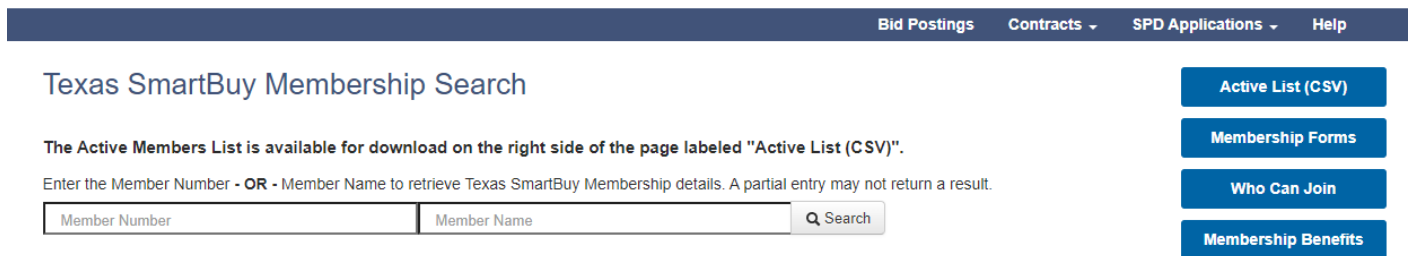 Bid Postings Contracts SPD Applications Help
Texas SmartBuy Membership Search
Active List (CSV)
Membership Forms
Who Can Join
Membership Benefits
The Active Members List is available for download on the right side of the page labeled "Active List (CSV)".
Enter the Member Number - OR - Member Name to retrieve Texas SmartBuy Membership details. A partial entry may not return a result.
Member Number Member Name Search